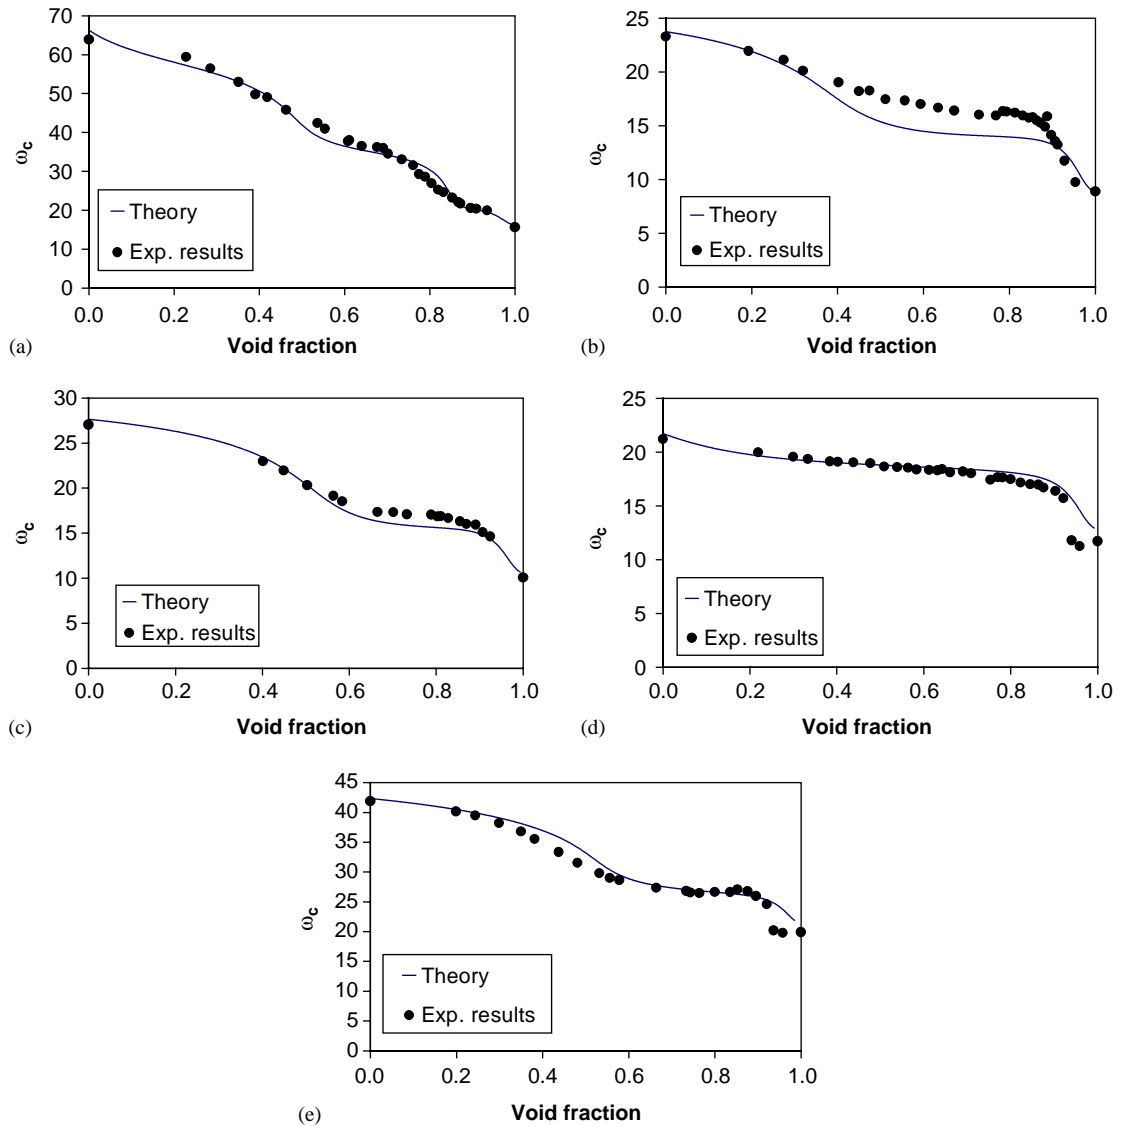 70
60
50
40
30
20
10
0
ωc
Theory
Exp. results
0.0 0.2 0.4 0.6 0.8 1.0
(a) Void fraction
25
20
15
10
5
0
ωc
Theory
Exp. results
0.0 0.2 0.4 0.6 0.8 1.0
(b) Void fraction
30
25
20
15
10
5
0
ωc
Theory
Exp. results
0.0 0.2 0.4 0.6 0.8 1.0
(c) Void fraction
25
20
15
10
5
0
ωc
Theory
Exp. results
0.0 0.2 0.4 0.6 0.8 1.0
(d) Void fraction
45
40
35
30
25
20
15
10
5
0
ωc
Theory
Exp. results
0.0 0.2 0.4 0.6 0.8 1.0
(e) Void fraction